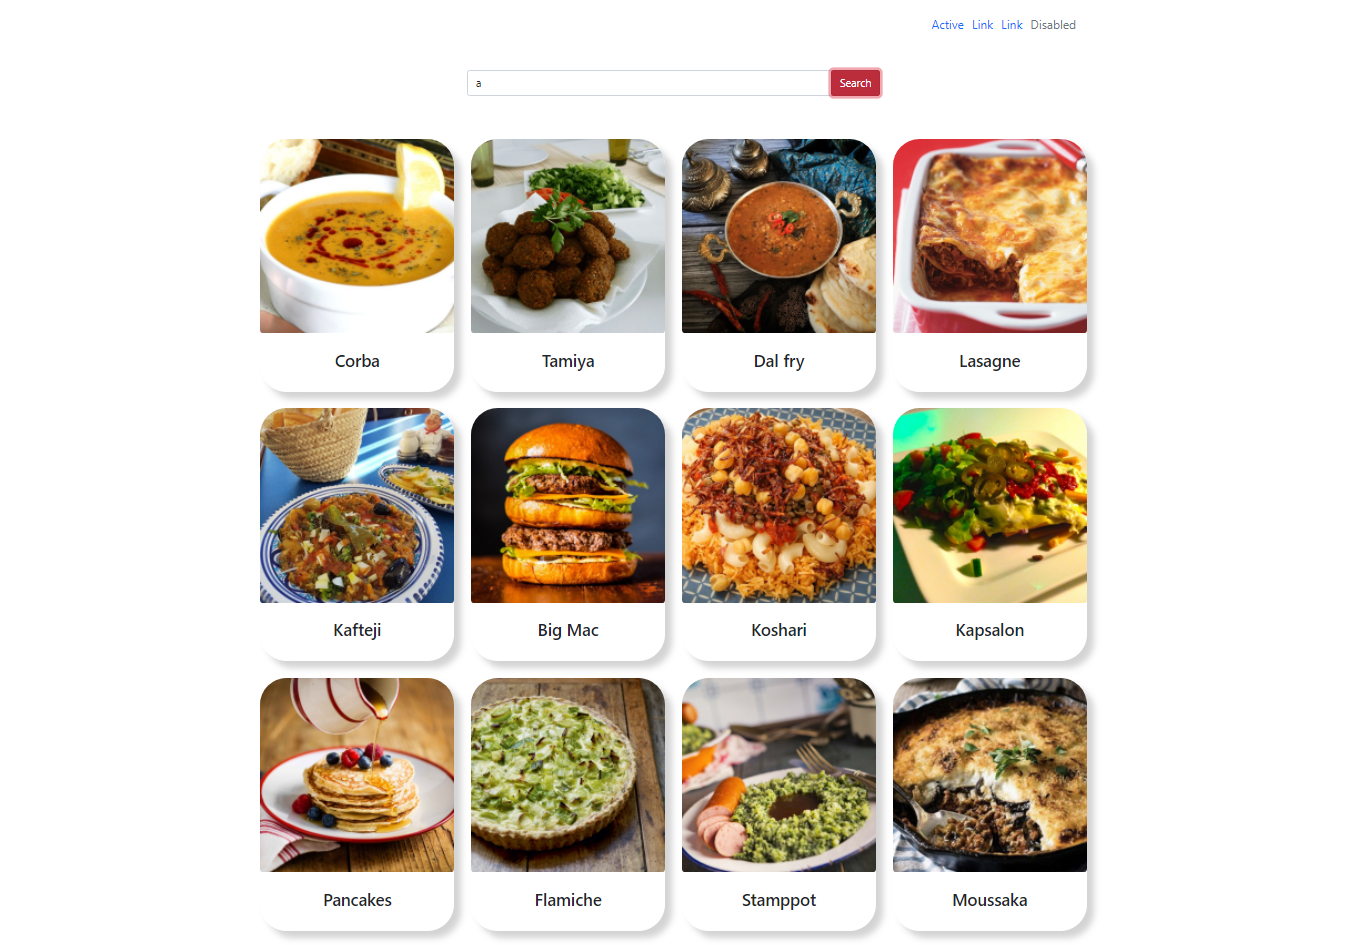 Active Link Link Disabled
a Search
Corba Tamiya Dal fry Lasagne
Kafteji Big Mac Koshari Kapsalon
Pancakes Flamiche Stamppot Moussaka